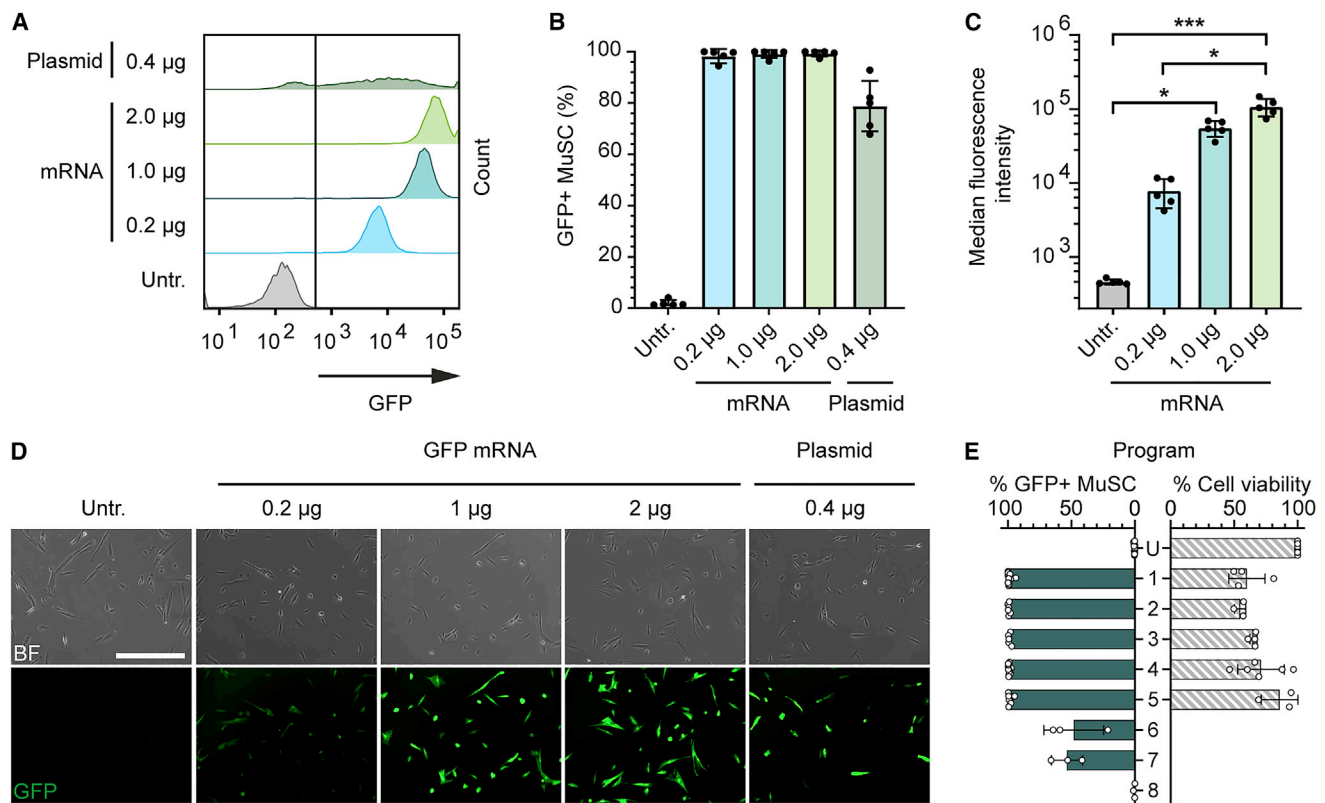 A
Plasmid
0.4 µg
2.0 µg
mRNA
1.0 µg
0.2 µg
Untr.
Count
10^1 10^2 10^3 10^4 10^5
GFP
B
GFP+ MuSC (%)
100
80
60
40
20
0
Untr.
0.2 µg
1.0 µg
2.0 µg
0.4 µg
mRNA Plasmid
C
Median fluorescence
intensity
10^6
10^5
10^4
10^3
***
*
*
Untr.
0.2 µg
1.0 µg
2.0 µg
mRNA
D
GFP mRNA Plasmid
Untr. 0.2 µg 1 µg 2 µg 0.4 µg
BF
GFP
E
Program
% GFP+ MuSC % Cell viability
100 50 0 0 50 100
U
1
2
3
4
5
6
7
8